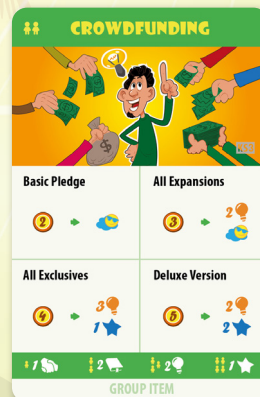 CROWDFUNDING
Basic Pledge
All Expansions
2
3
2
All Exclusives
Deluxe Version
4
3
1
5
2
2
1
2
2
1
GROUP ITEM